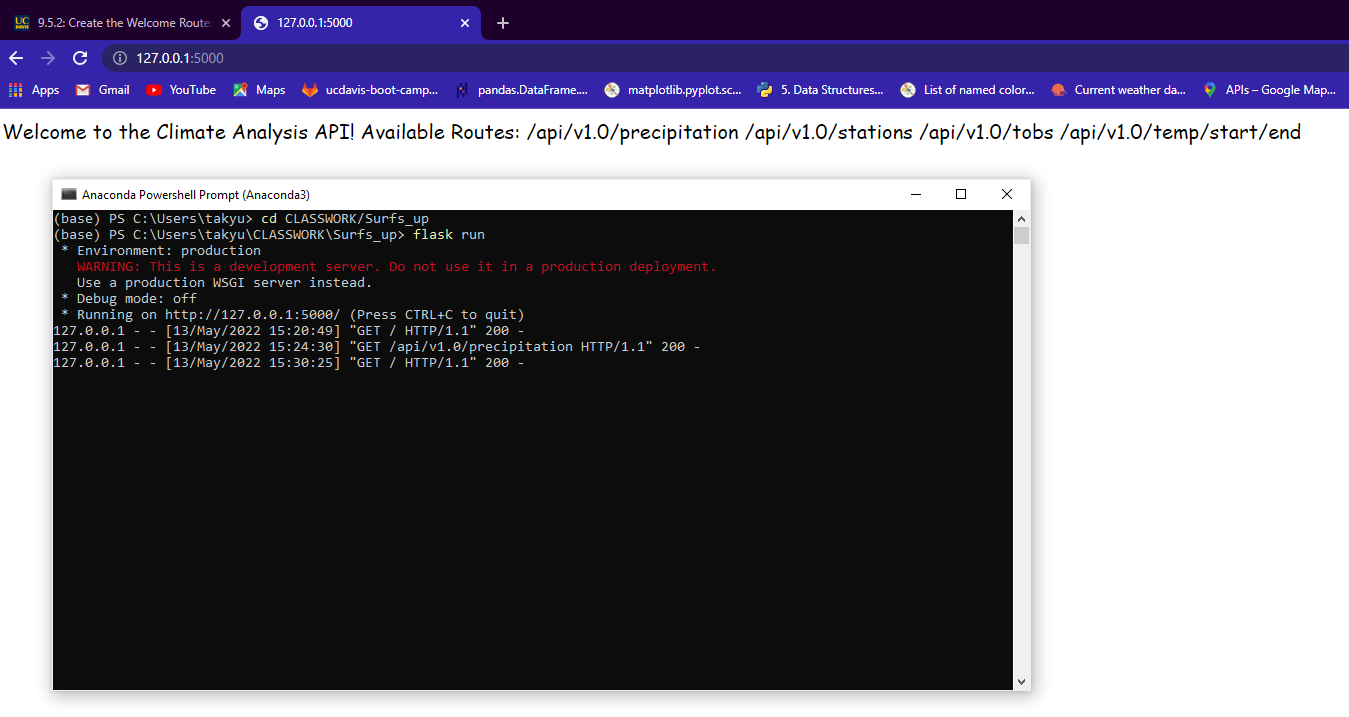 UC DAVIS 9.5.2: Create the Welcome Route 127.0.0.1:5000
127.0.0.1:5000
Apps Gmail YouTube Maps ucdavis-boot-camp... pandas.DataFrame.... matplotlib.pyplot.sc... 5. Data Structures... List of named color... Current weather da... APIs – Google Map...
Welcome to the Climate Analysis API! Available Routes: /api/v1.0/precipitation /api/v1.0/stations /api/v1.0/tobs /api/v1.0/temp/start/end
Anaconda Powershell Prompt (Anaconda3)
(base) PS C:\Users\takyu> cd CLASSWORK/Surfs_up
(base) PS C:\Users\takyu\CLASSWORK\Surfs_up> flask run
* Environment: production
WARNING: This is a development server. Do not use it in a production deployment.
Use a production WSGI server instead.
* Debug mode: off
* Running on http://127.0.0.1:5000/ (Press CTRL+C to quit)
127.0.0.1 - - [13/May/2022 15:20:49] "GET / HTTP/1.1" 200 -
127.0.0.1 - - [13/May/2022 15:24:30] "GET /api/v1.0/precipitation HTTP/1.1" 200 -
127.0.0.1 - - [13/May/2022 15:30:25] "GET / HTTP/1.1" 200 -